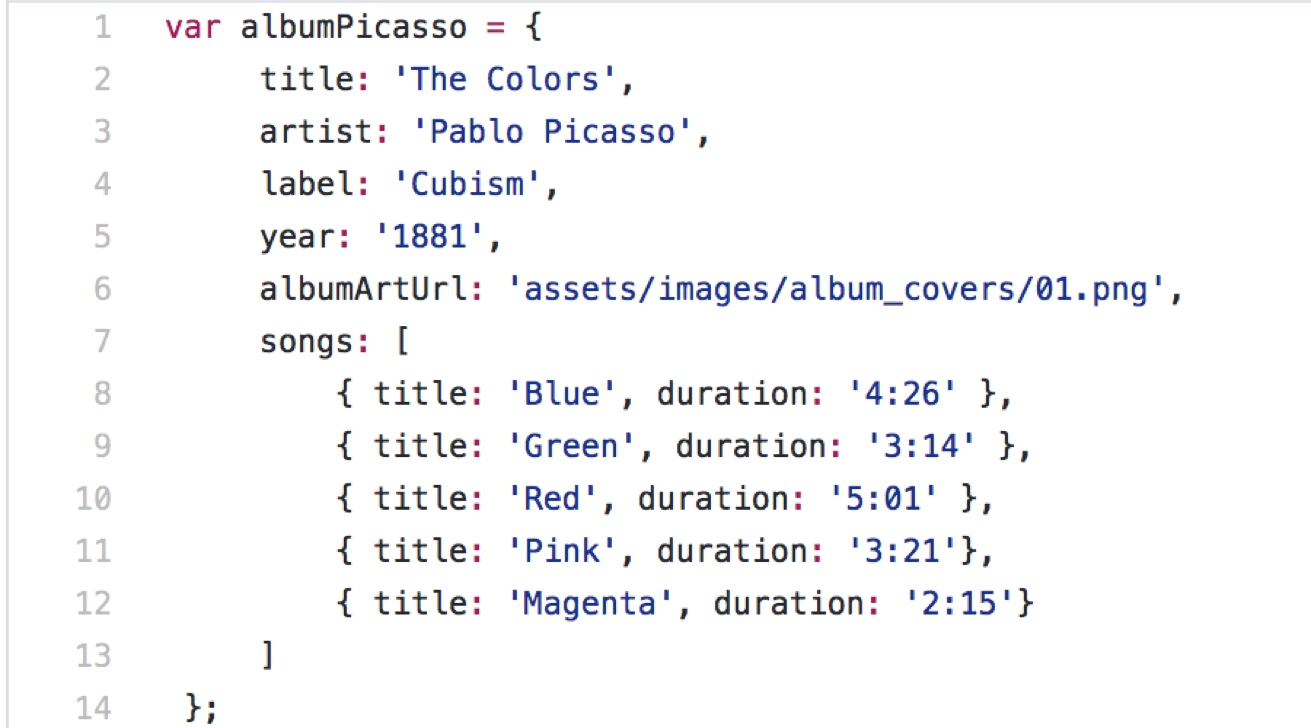 1 var albumPicasso = {
2 title: 'The Colors',
3 artist: 'Pablo Picasso',
4 label: 'Cubism',
5 year: '1881',
6 albumArtUrl: 'assets/images/album_covers/01.png',
7 songs: [
8 { title: 'Blue', duration: '4:26' },
9 { title: 'Green', duration: '3:14' },
10 { title: 'Red', duration: '5:01' },
11 { title: 'Pink', duration: '3:21'},
12 { title: 'Magenta', duration: '2:15'}
13 ]
14 };